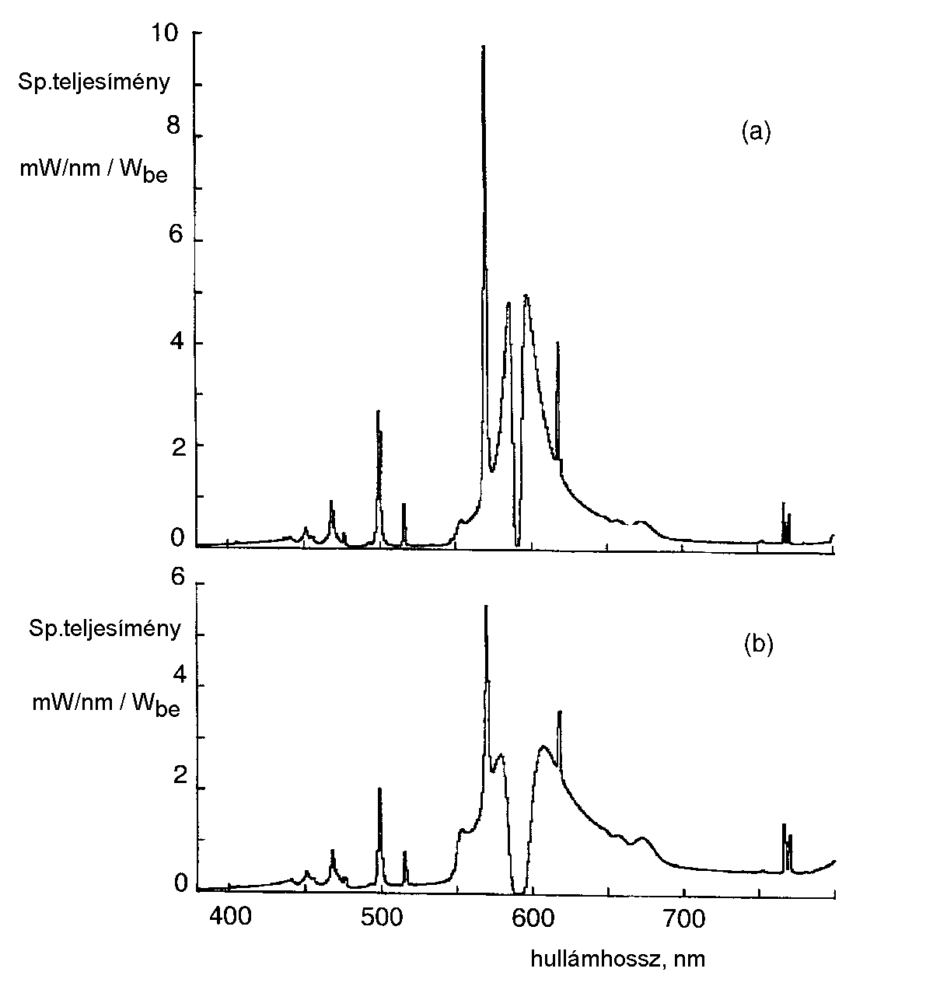 10
Sp.teljesímény
8
(a)
mW/nm / Wbe
6
4
2
0
6
Sp.teljesímény
(b)
4
mW/nm / Wbe
2
0
400 500 600 700
hullámhossz, nm